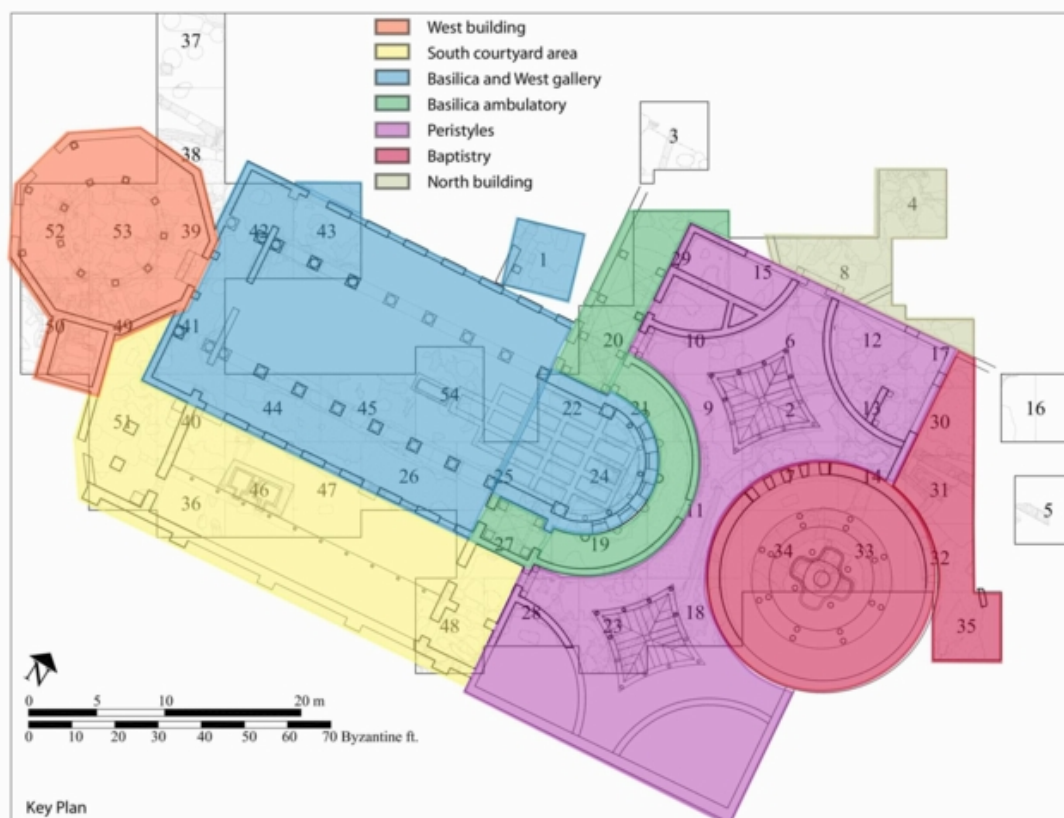 West building
South courtyard area
Basilica and West gallery
Basilica ambulatory
Peristyles
Baptistry
North building
37
38
3
4
52 53 39
42 43
1
29 15 8
50 49 41
20 10 6 12 17
51 40 44 45 54
22 21 9 2 13 16
30
36 46 47 26 25 24
7 14 31 5
27 19 11
34 33 32
48 28 23 18 35
N
0 5 10 20 m
0 10 20 30 40 50 60 70 Byzantine ft.
Key Plan